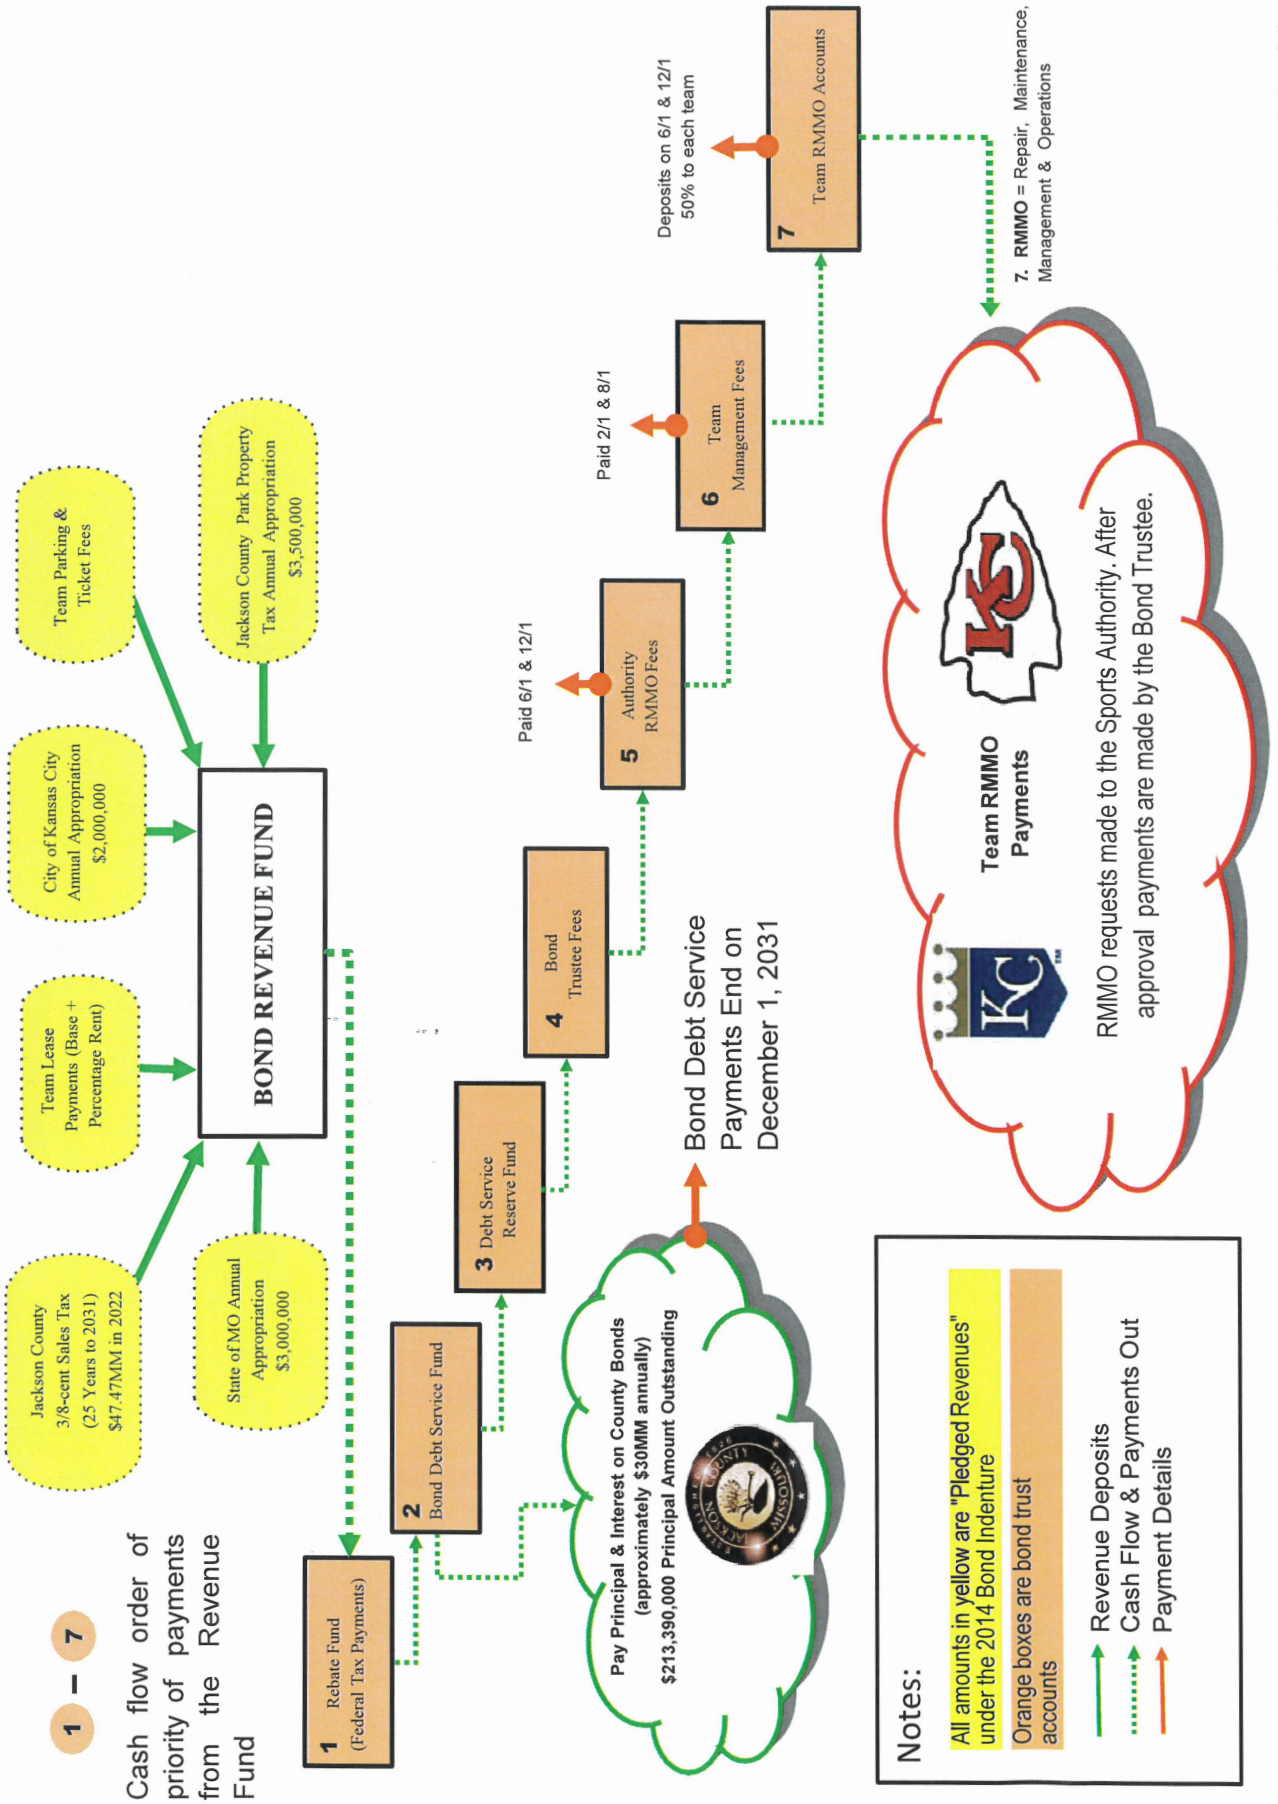 1 – 7
Cash flow order of
priority of payments
from the Revenue
Fund
Jackson County
3/8-cent Sales Tax
(25 Years to 2031)
$47.47MM in 2022
Team Lease
Payments (Base +
Percentage Rent)
City of Kansas City
Annual Appropriation
$2,000,000
Team Parking &
Ticket Fees
State of MO Annual
Appropriation
$3,000,000
BOND REVENUE FUND
Jackson County Park Property
Tax Annual Appropriation
$3,500,000
1
Rebate Fund
(Federal Tax Payments)
2
Bond Debt Service Fund
3 Debt Service
Reserve Fund
4
Bond
Trustee Fees
5
Authority
RMMO Fees
Paid 6/1 & 12/1
6
Team
Management Fees
Paid 2/1 & 8/1
7
Team RMMO Accounts
Deposits on 6/1 & 12/1
50% to each team
7. RMMO = Repair, Maintenance,
Management & Operations
Pay Principal & Interest on County Bonds
(approximately $30MM annually)
$213,390,000 Principal Amount Outstanding
JACKSON COUNTY
MISSOURI
ESTABLISHED 1826
Bond Debt Service
Payments End on
December 1, 2031
KC
TM
Team RMMO
Payments
KC
RMMO requests made to the Sports Authority. After
approval payments are made by the Bond Trustee.
Notes:
All amounts in yellow are "Pledged Revenues"
under the 2014 Bond Indenture
Orange boxes are bond trust
accounts
Revenue Deposits
Cash Flow & Payments Out
Payment Details